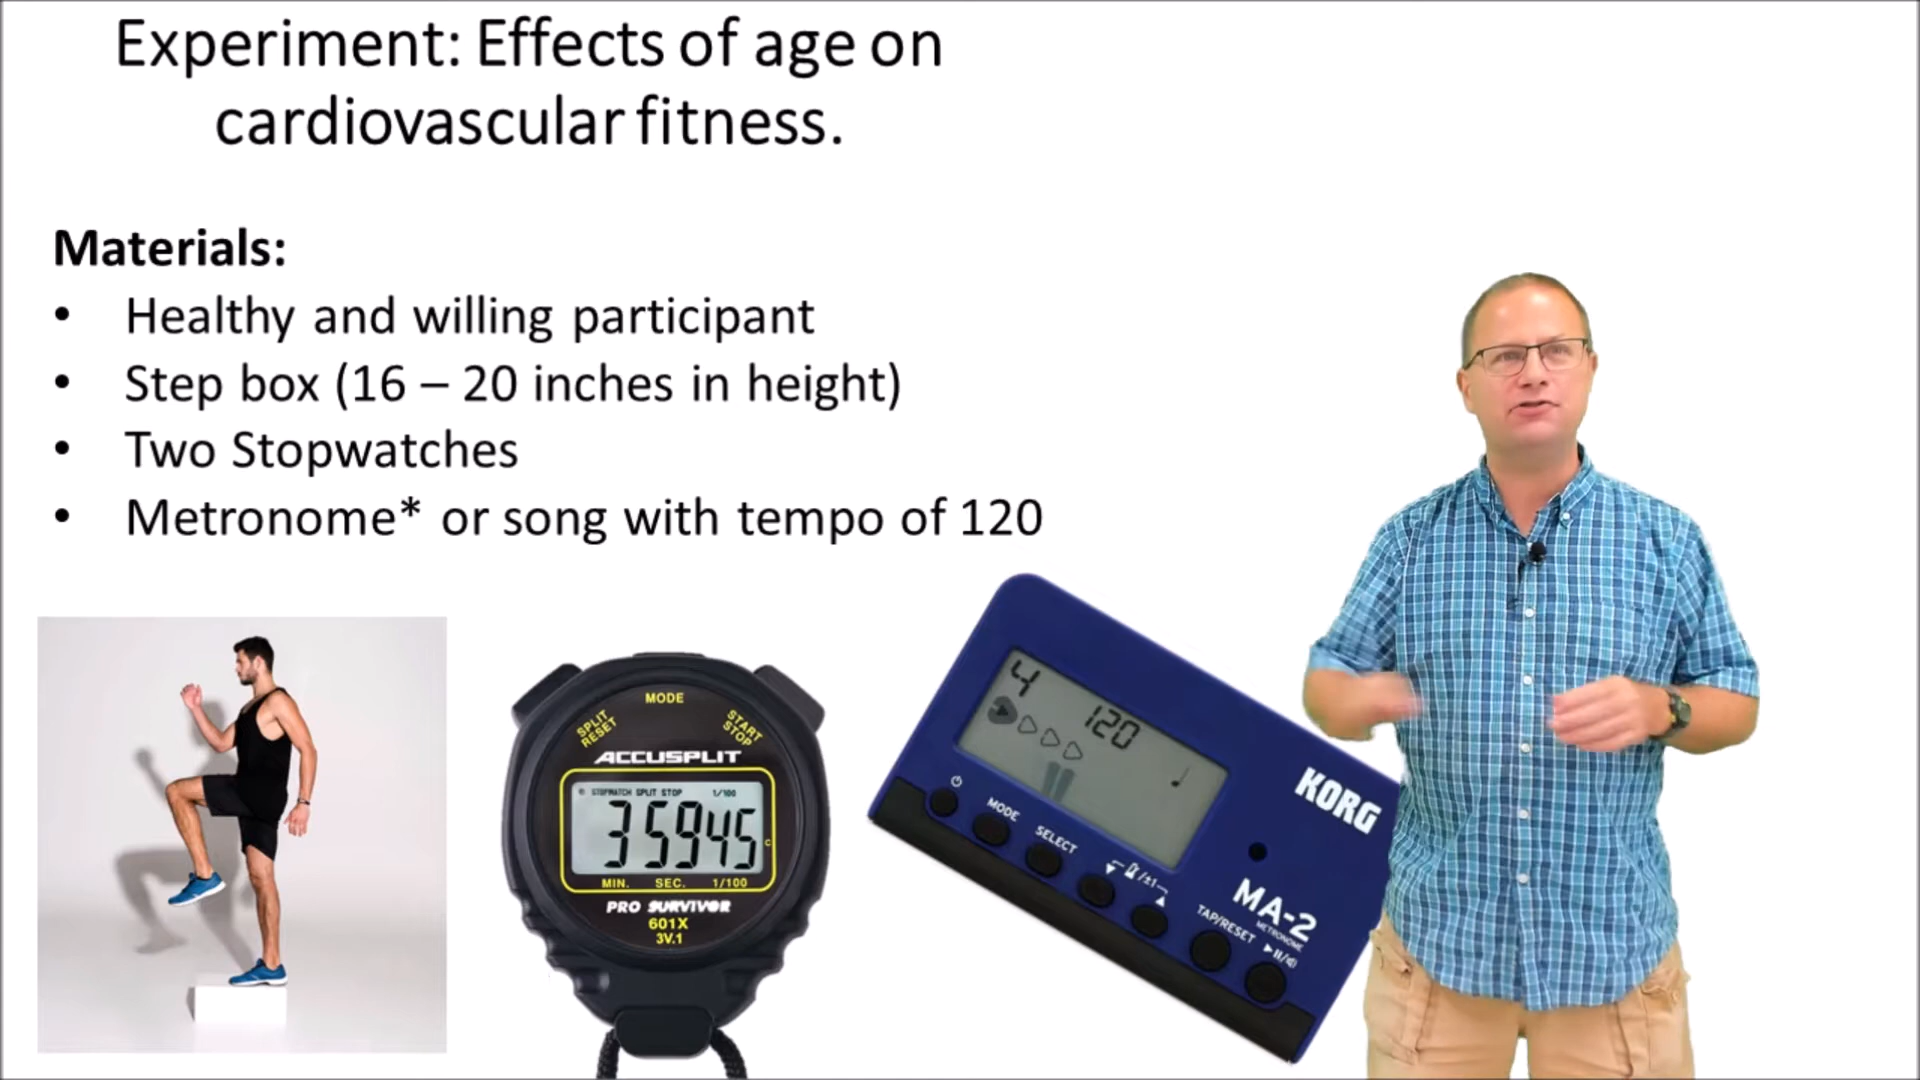 Experiment: Effects of age on
cardiovascular fitness.
Materials:
• Healthy and willing participant
• Step box (16 – 20 inches in height)
• Two Stopwatches
• Metronome* or song with tempo of 120
MODE
SPLIT
RESET
START
STOP
ACCUSPLIT
STOPWATCH SPLIT STOP 1/100
35945
C
MIN. SEC. 1/100
PRO SURVIVOR
601X
3V.1
4
120
KORG
MODE
SELECT
/±1
TAP/RESET
MA-2
METRONOME